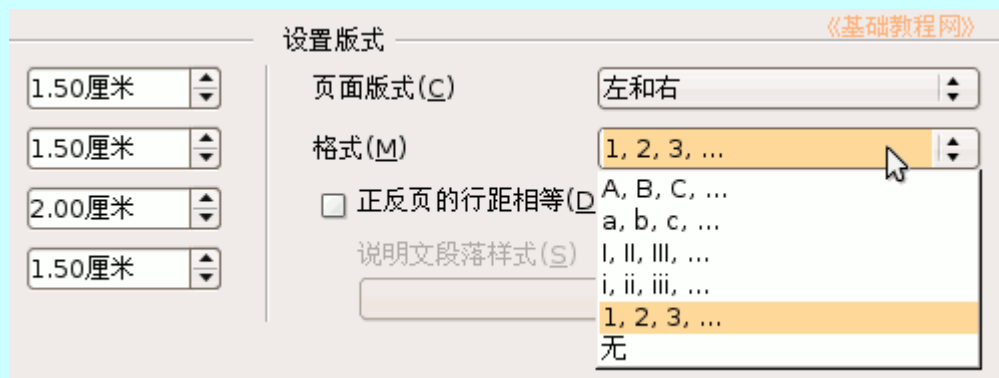 《基础教程网》
设置版式
1.50厘米
页面版式(C)
左和右
1.50厘米
格式(M)
1, 2, 3, ...
2.00厘米
正反页的行距相等(D
A, B, C, ...
a, b, c, ...
1.50厘米
说明文段落样式(S)
I, II, III, ...
i, ii, iii, ...
1, 2, 3, ...
无